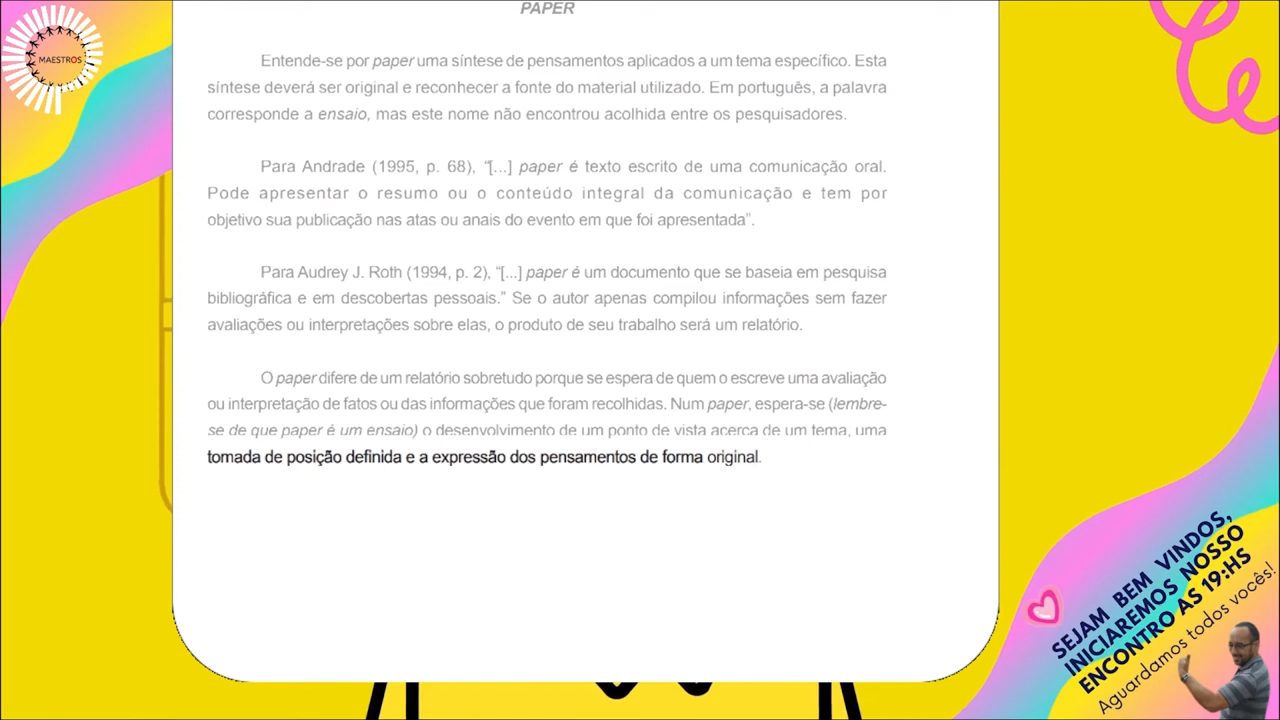 PAPER
MAESTROS
Entende-se por paper uma síntese de pensamentos aplicados a um tema específico. Esta
síntese deverá ser original e reconhecer a fonte do material utilizado. Em português, a palavra
corresponde a ensaio, mas este nome não encontrou acolhida entre os pesquisadores.
Para Andrade (1995, p. 68), “[...] paper é texto escrito de uma comunicação oral.
Pode apresentar o resumo ou o conteúdo integral da comunicação e tem por
objetivo sua publicação nas atas ou anais do evento em que foi apresentada”.
Para Audrey J. Roth (1994, p. 2), “[...] paper é um documento que se baseia em pesquisa
bibliográfica e em descobertas pessoais.” Se o autor apenas compilou informações sem fazer
avaliações ou interpretações sobre elas, o produto de seu trabalho será um relatório.
O paper difere de um relatório sobretudo porque se espera de quem o escreve uma avaliação
ou interpretação de fatos ou das informações que foram recolhidas. Num paper, espera-se (lembre-
se de que paper é um ensaio) o desenvolvimento de um ponto de vista acerca de um tema, uma
tomada de posição definida e a expressão dos pensamentos de forma original.
SEJAM BEM VINDOS,
INICIAREMOS NOSSO
ENCONTRO AS 19:HS
Aguardamos todos vocês!